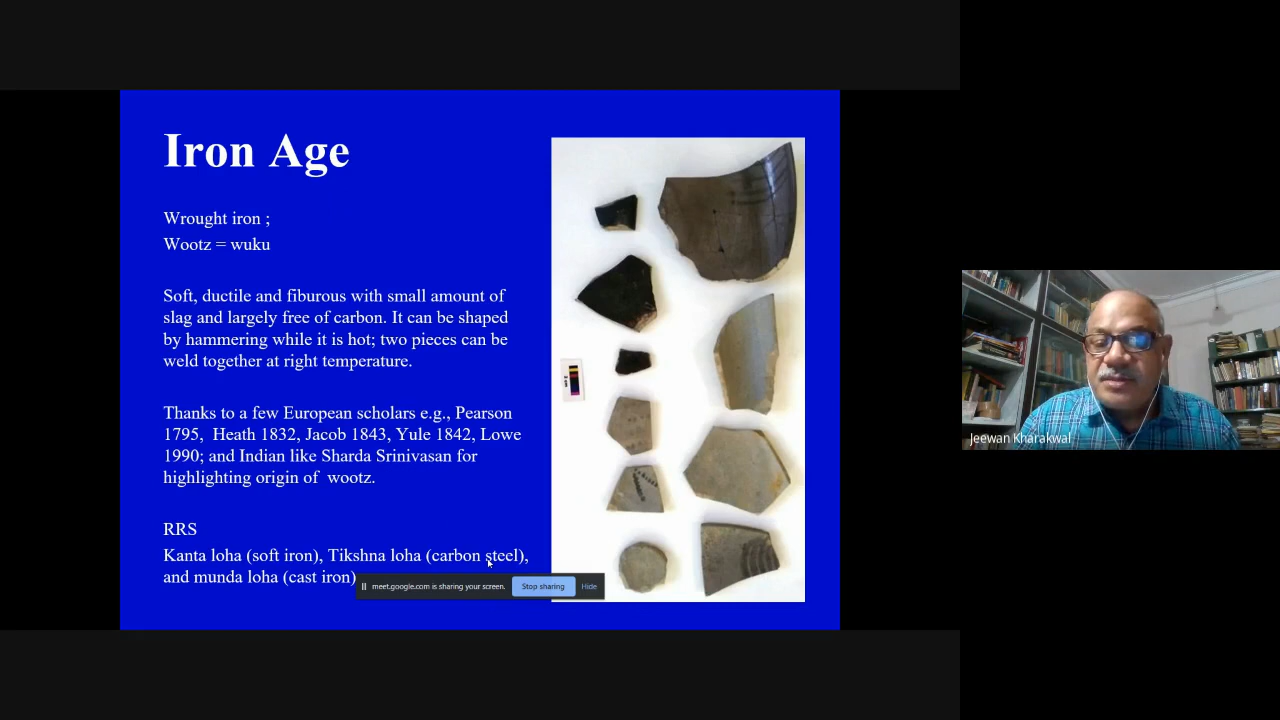 Iron Age
Wrought iron ;
Wootz = wuku
Soft, ductile and fiburous with small amount of
slag and largely free of carbon. It can be shaped
by hammering while it is hot; two pieces can be
weld together at right temperature.
Thanks to a few European scholars e.g., Pearson
1795, Heath 1832, Jacob 1843, Yule 1842, Lowe
1990; and Indian like Sharda Srinivasan for
highlighting origin of wootz.
RRS
Kanta loha (soft iron), Tikshna loha (carbon steel),
and munda loha (cast iron)
meet.google.com is sharing your screen.
Stop sharing
Hide
Jeewan Kharakwal